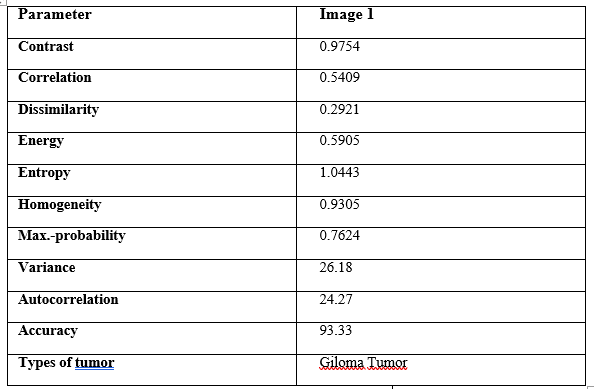 Parameter Image 1
Contrast 0.9754
Correlation 0.5409
Dissimilarity 0.2921
Energy 0.5905
Entropy 1.0443
Homogeneity 0.9305
Max.-probability 0.7624
Variance 26.18
Autocorrelation 24.27
Accuracy 93.33
Types of tumor Giloma Tumor